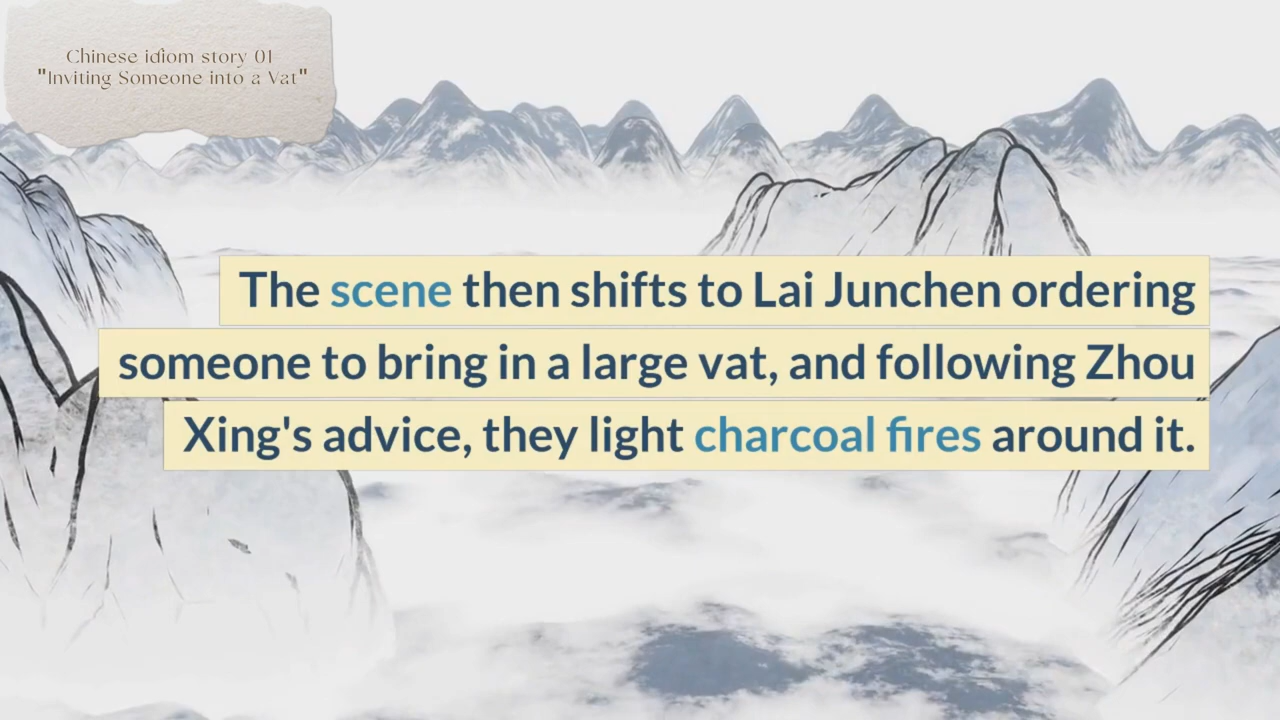 Chinese idiom story 01
"Inviting Someone into a Vat"
The scene then shifts to Lai Junchen ordering
someone to bring in a large vat, and following Zhou
Xing's advice, they light charcoal fires around it.